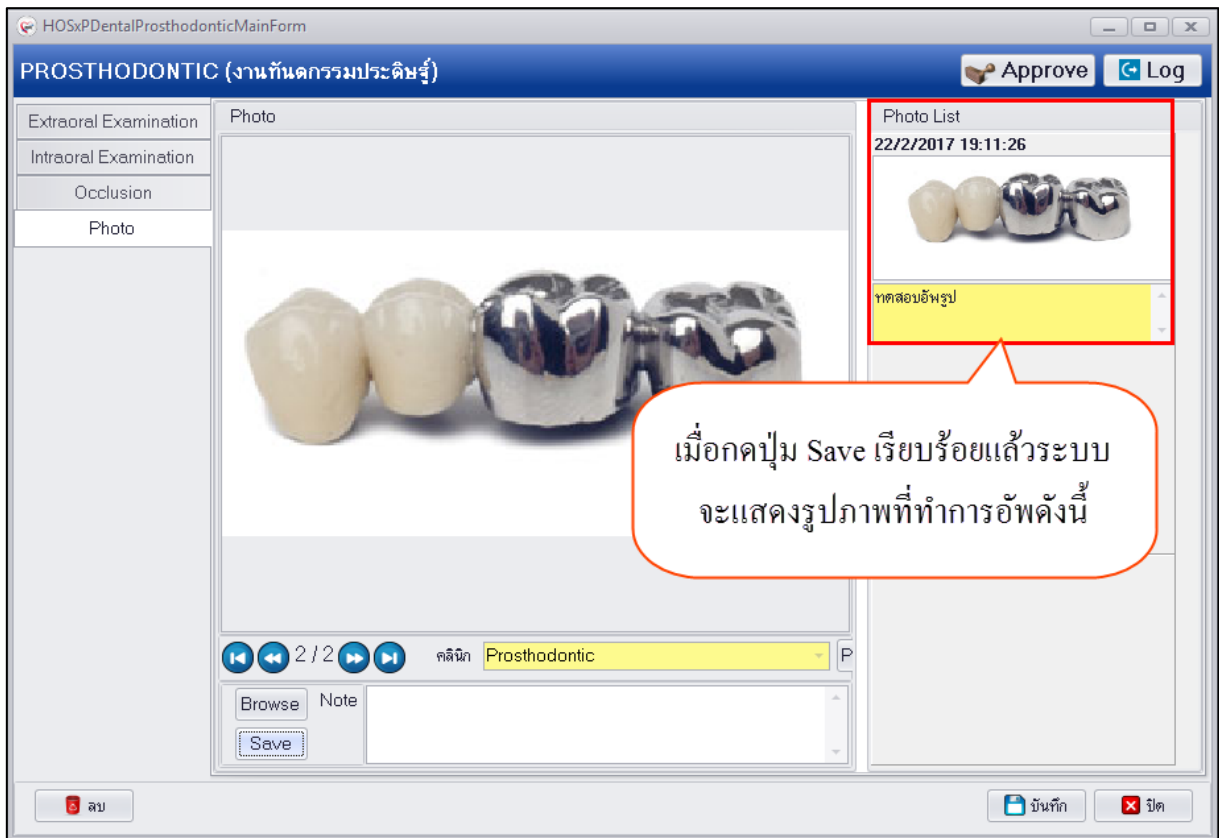 HOSxPDentalProsthodonticMainForm
PROSTHODONTIC (งานทันตกรรมประดิษฐ์)
Approve
Log
Extraoral Examination
Intraoral Examination
Occlusion
Photo
Photo
Photo List
22/2/2017 19:11:26
ทดสอบอัพรูป
เมื่อกดปุ่ม Save เรียบร้อยแล้วระบบ
จะแสดงรูปภาพที่ทำการอัพดังนี้
2 / 2
คลินิก
Prosthodontic
P
Browse
Note
Save
ลบ
บันทึก
ปิด